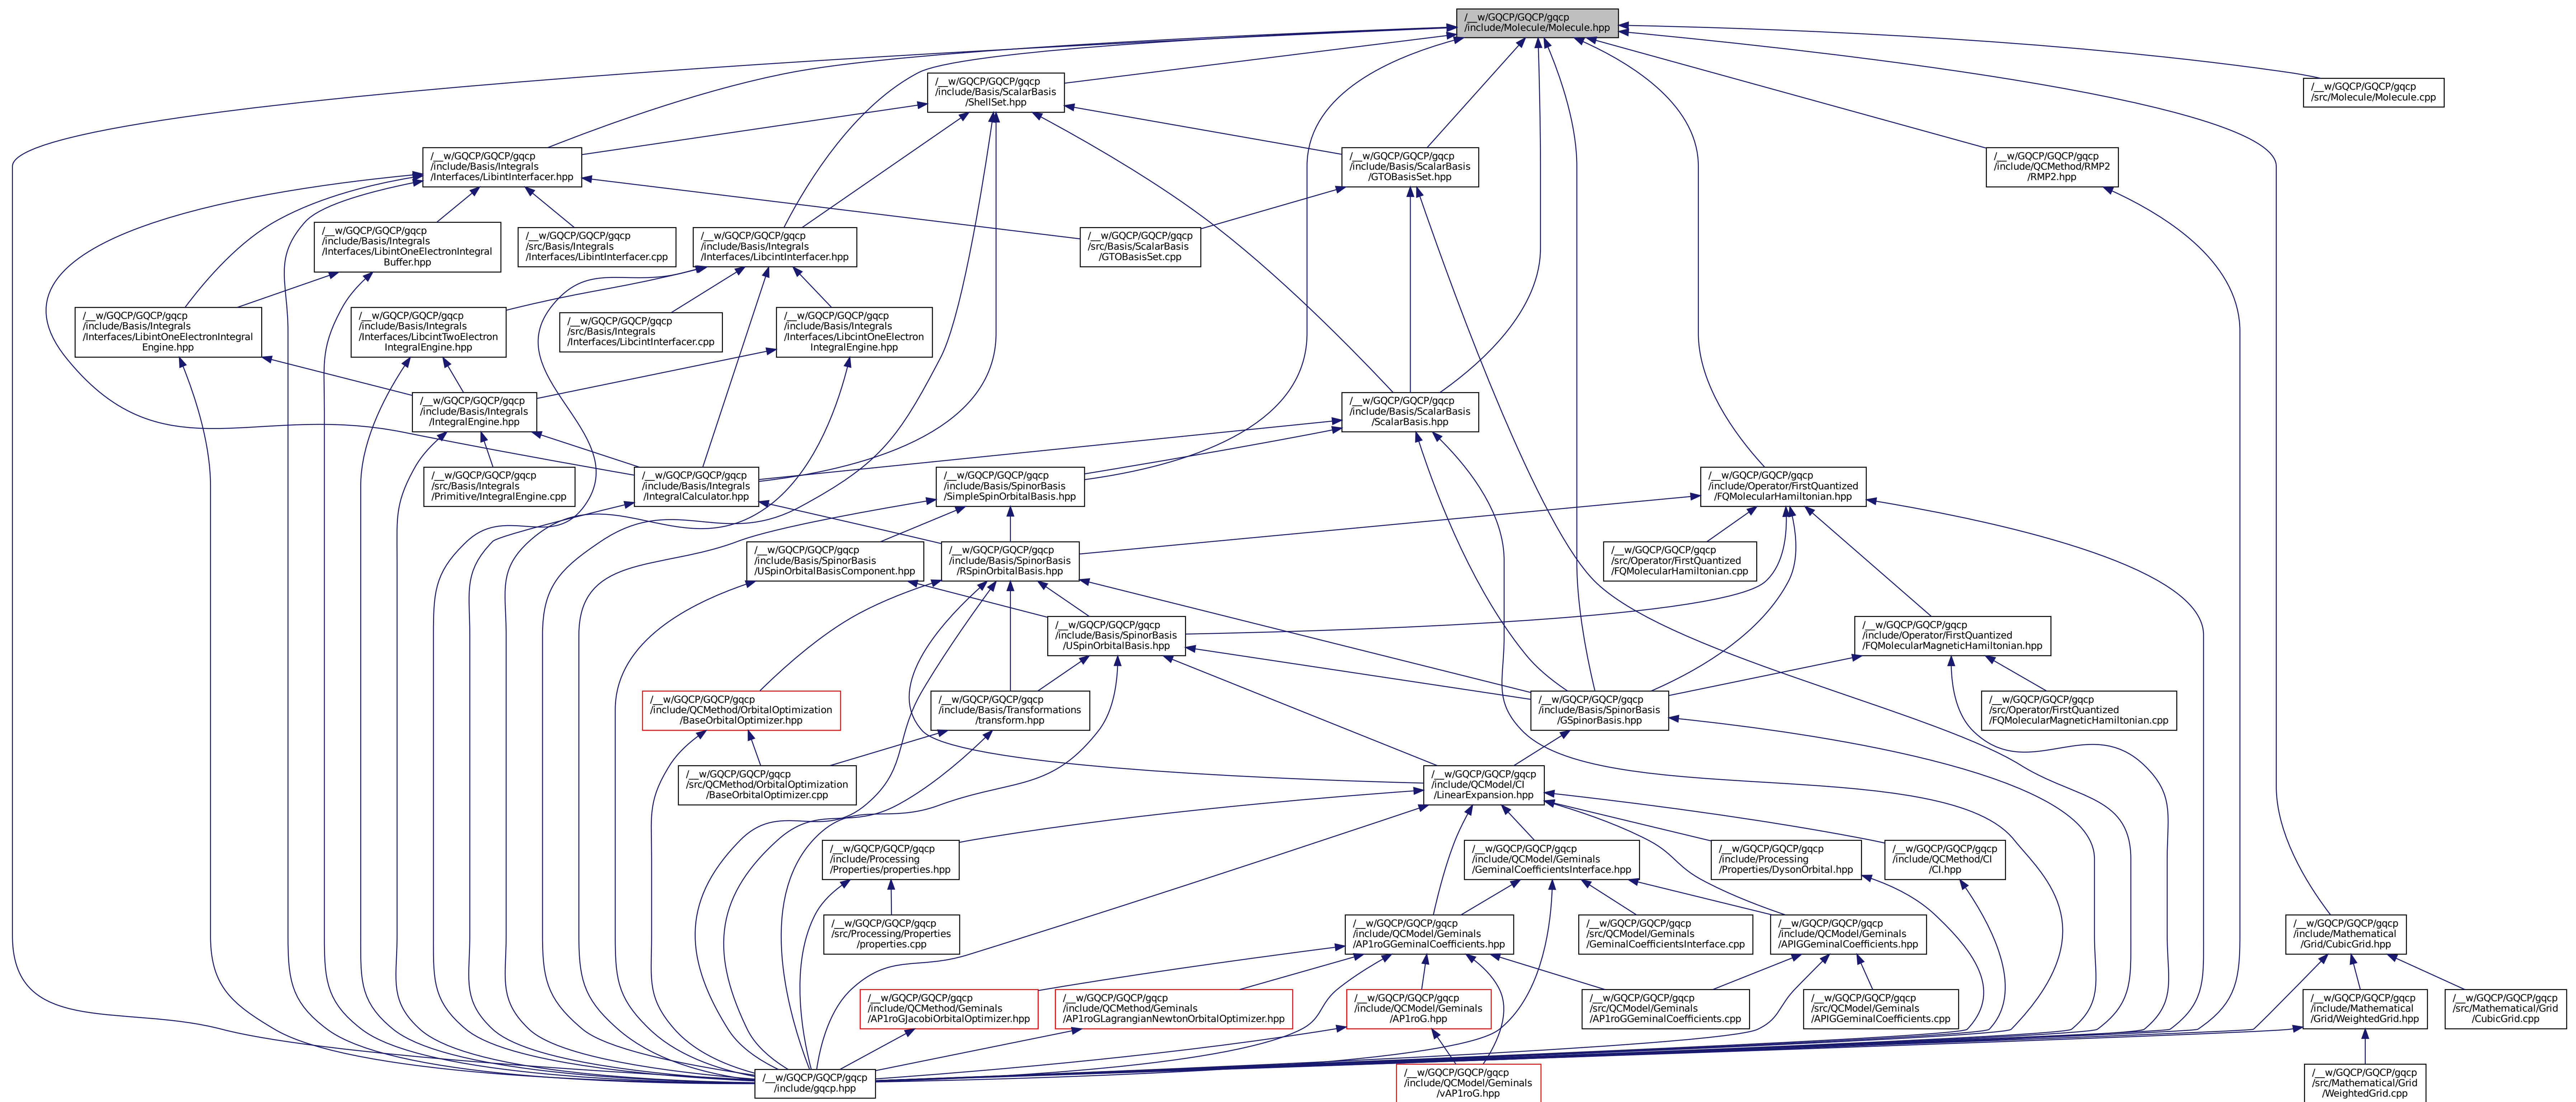 /__w/GQCP/GQCP/gqcp
/include/Molecule/Molecule.hpp
/__w/GQCP/GQCP/gqcp
/include/Basis/ScalarBasis
/ShellSet.hpp
/__w/GQCP/GQCP/gqcp
/src/Molecule/Molecule.cpp
/__w/GQCP/GQCP/gqcp
/include/Basis/Integrals
/Interfaces/LibintInterfacer.hpp
/__w/GQCP/GQCP/gqcp
/include/Basis/ScalarBasis
/GTOBasisSet.hpp
/__w/GQCP/GQCP/gqcp
/include/QCMethod/RMP2
/RMP2.hpp
/__w/GQCP/GQCP/gqcp
/include/Basis/Integrals
/Interfaces/LibintOneElectronIntegral
Buffer.hpp
/__w/GQCP/GQCP/gqcp
/src/Basis/Integrals
/Interfaces/LibintInterfacer.cpp
/__w/GQCP/GQCP/gqcp
/include/Basis/Integrals
/Interfaces/LibcintInterfacer.hpp
/__w/GQCP/GQCP/gqcp
/src/Basis/ScalarBasis
/GTOBasisSet.cpp
/__w/GQCP/GQCP/gqcp
/include/Basis/Integrals
/Interfaces/LibintOneElectronIntegral
Engine.hpp
/__w/GQCP/GQCP/gqcp
/include/Basis/Integrals
/Interfaces/LibcintTwoElectron
IntegralEngine.hpp
/__w/GQCP/GQCP/gqcp
/src/Basis/Integrals
/Interfaces/LibcintInterfacer.cpp
/__w/GQCP/GQCP/gqcp
/include/Basis/Integrals
/Interfaces/LibcintOneElectron
IntegralEngine.hpp
/__w/GQCP/GQCP/gqcp
/include/Basis/Integrals
/IntegralEngine.hpp
/__w/GQCP/GQCP/gqcp
/include/Basis/ScalarBasis
/ScalarBasis.hpp
/__w/GQCP/GQCP/gqcp
/src/Basis/Integrals
/Primitive/IntegralEngine.cpp
/__w/GQCP/GQCP/gqcp
/include/Basis/Integrals
/IntegralCalculator.hpp
/__w/GQCP/GQCP/gqcp
/include/Basis/SpinorBasis
/SimpleSpinOrbitalBasis.hpp
/__w/GQCP/GQCP/gqcp
/include/Operator/FirstQuantized
/FQMolecularHamiltonian.hpp
/__w/GQCP/GQCP/gqcp
/include/Basis/SpinorBasis
/USpinOrbitalBasisComponent.hpp
/__w/GQCP/GQCP/gqcp
/include/Basis/SpinorBasis
/RSpinOrbitalBasis.hpp
/__w/GQCP/GQCP/gqcp
/src/Operator/FirstQuantized
/FQMolecularHamiltonian.cpp
/__w/GQCP/GQCP/gqcp
/include/Basis/SpinorBasis
/USpinOrbitalBasis.hpp
/__w/GQCP/GQCP/gqcp
/include/Operator/FirstQuantized
/FQMolecularMagneticHamiltonian.hpp
/__w/GQCP/GQCP/gqcp
/include/QCMethod/OrbitalOptimization
/BaseOrbitalOptimizer.hpp
/__w/GQCP/GQCP/gqcp
/include/Basis/Transformations
/transform.hpp
/__w/GQCP/GQCP/gqcp
/include/Basis/SpinorBasis
/GSpinorBasis.hpp
/__w/GQCP/GQCP/gqcp
/src/Operator/FirstQuantized
/FQMolecularMagneticHamiltonian.cpp
/__w/GQCP/GQCP/gqcp
/src/QCMethod/OrbitalOptimization
/BaseOrbitalOptimizer.cpp
/__w/GQCP/GQCP/gqcp
/include/QCModel/CI
/LinearExpansion.hpp
/__w/GQCP/GQCP/gqcp
/include/Processing
/Properties/properties.hpp
/__w/GQCP/GQCP/gqcp
/include/QCModel/Geminals
/GeminalCoefficientsInterface.hpp
/__w/GQCP/GQCP/gqcp
/include/Processing
/Properties/DysonOrbital.hpp
/__w/GQCP/GQCP/gqcp
/include/QCMethod/CI
/CI.hpp
/__w/GQCP/GQCP/gqcp
/src/Processing/Properties
/properties.cpp
/__w/GQCP/GQCP/gqcp
/include/QCModel/Geminals
/AP1roGGeminalCoefficients.hpp
/__w/GQCP/GQCP/gqcp
/src/QCModel/Geminals
/GeminalCoefficientsInterface.cpp
/__w/GQCP/GQCP/gqcp
/include/QCModel/Geminals
/APIGGeminalCoefficients.hpp
/__w/GQCP/GQCP/gqcp
/include/Mathematical
/Grid/CubicGrid.hpp
/__w/GQCP/GQCP/gqcp
/include/QCMethod/Geminals
/AP1roGJacobiOrbitalOptimizer.hpp
/__w/GQCP/GQCP/gqcp
/include/QCMethod/Geminals
/AP1roGLagrangianNewtonOrbitalOptimizer.hpp
/__w/GQCP/GQCP/gqcp
/include/QCModel/Geminals
/AP1roG.hpp
/__w/GQCP/GQCP/gqcp
/src/QCModel/Geminals
/AP1roGGeminalCoefficients.cpp
/__w/GQCP/GQCP/gqcp
/src/QCModel/Geminals
/APIGGeminalCoefficients.cpp
/__w/GQCP/GQCP/gqcp
/include/Mathematical
/Grid/WeightedGrid.hpp
/__w/GQCP/GQCP/gqcp
/src/Mathematical/Grid
/CubicGrid.cpp
/__w/GQCP/GQCP/gqcp
/include/gqcp.hpp
/__w/GQCP/GQCP/gqcp
/include/QCModel/Geminals
/vAP1roG.hpp
/__w/GQCP/GQCP/gqcp
/src/Mathematical/Grid
/WeightedGrid.cpp